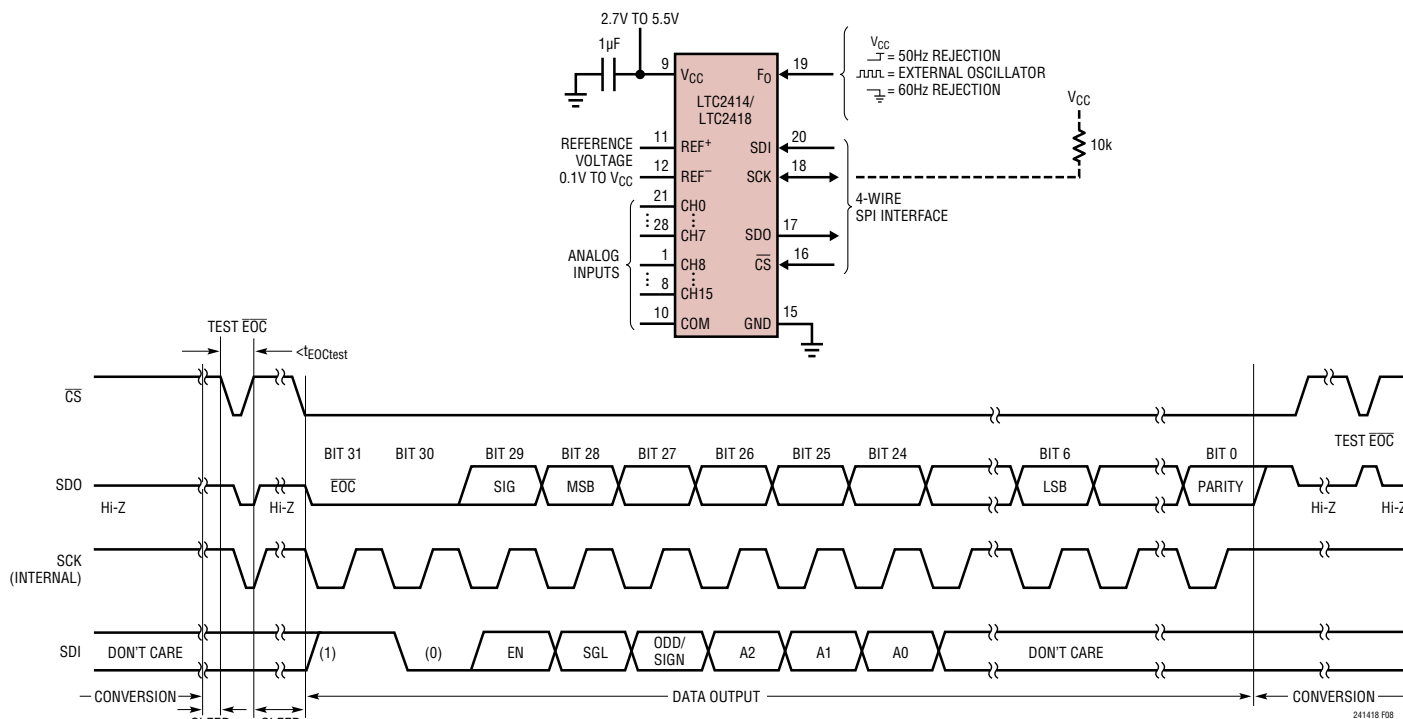 2.7V TO 5.5V
1µF
9
VCC
FO
19
VCC
= 50Hz REJECTION
= EXTERNAL OSCILLATOR
= 60Hz REJECTION
LTC2414/
LTC2418
VCC
10k
REFERENCE
VOLTAGE
0.1V TO VCC
11
REF+
12
REF–
SDI
20
SCK
18
4-WIRE
SPI INTERFACE
ANALOG
INPUTS
21
CH0
28
CH7
1
CH8
8
CH15
10
COM
SDO
17
CS
16
GND
15
TEST EOC
<tEOCtest
CS
TEST EOC
BIT 31 BIT 30 BIT 29 BIT 28 BIT 27 BIT 26 BIT 25 BIT 24 BIT 6 BIT 0
SDO
EOC SIG MSB LSB PARITY
Hi-Z Hi-Z Hi-Z Hi-Z
SCK
(INTERNAL)
SDI
DON'T CARE (1) (0) EN SGL ODD/
SIGN A2 A1 A0 DON'T CARE
CONVERSION DATA OUTPUT CONVERSION
241418 F08